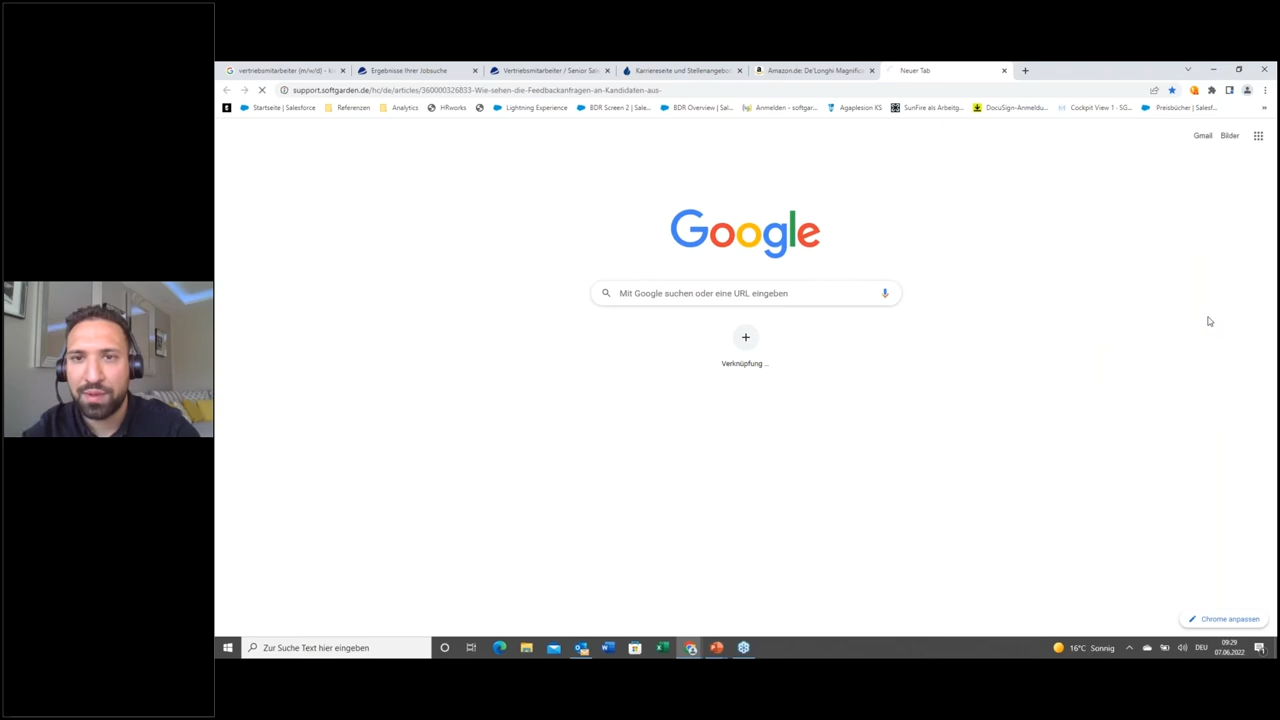 vertriebsmitarbeiter (m/w/d) - ki
Ergebnisse Ihrer Jobsuche
Vertriebsmitarbeiter / Senior Sal
Karriereseite und Stellenangebo
Amazon.de: De'Longhi Magnific
Neuer Tab
support.softgarden.de/hc/de/articles/360000326833-Wie-sehen-die-Feedbackanfragen-an-Kandidaten-aus-
Startseite | Salesforce
Referenzen
Analytics
HRworks
Lightning Experience
BDR Screen 2 | Sale...
BDR Overview | Sal...
Anmelden - softgar...
Agaplesion KS
SunFire als Arbeitg...
DocuSign-Anmeldu...
Cockpit View 1 - SG...
Preisbücher | Salesf...
»
Gmail Bilder
Google
Mit Google suchen oder eine URL eingeben
Verknüpfung ...
Chrome anpassen
Zur Suche Text hier eingeben
16°C Sonnig
DEU
09:29
07.06.2022